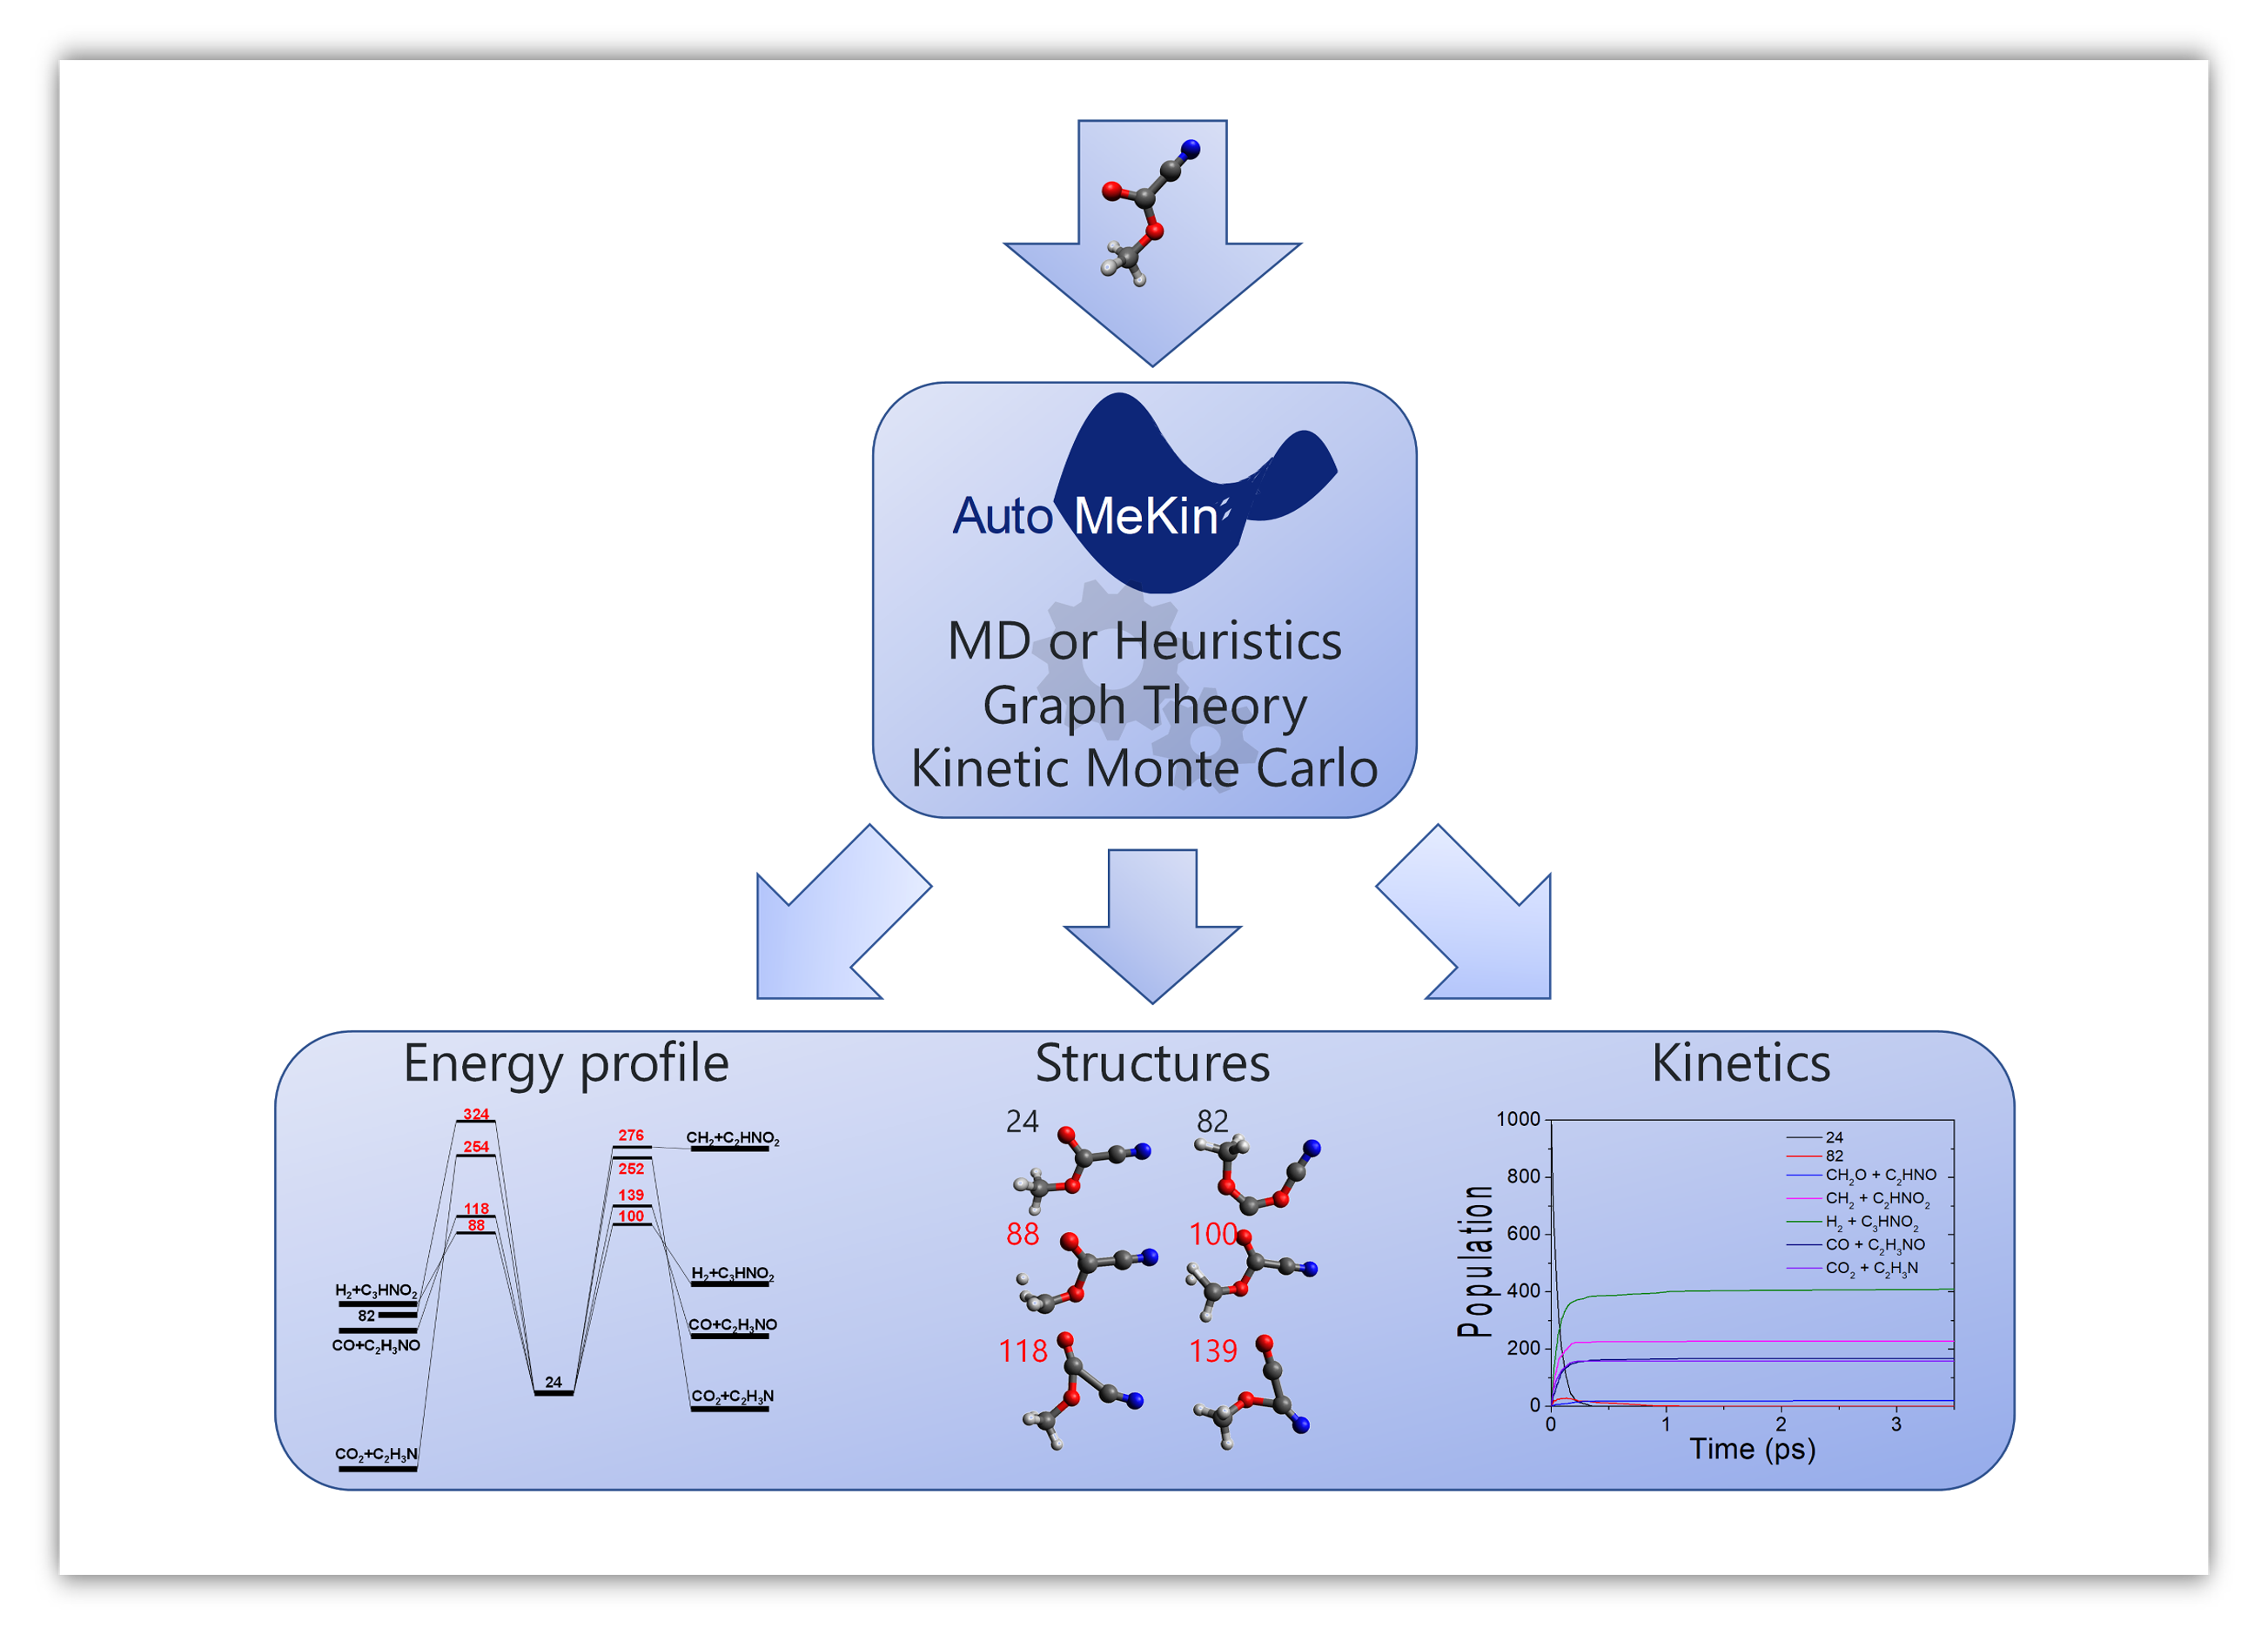 Auto MeKin
MD or Heuristics
Graph Theory
Kinetic Monte Carlo
Energy profile
324
254
118
88
H₂+C₃HNO₂
82
CO+C₂H₃NO
CO₂+C₂H₃N
24
276
252
139
100
CH₂+C₂HNO₂
H₂+C₃HNO₂
CO+C₂H₃NO
CO₂+C₂H₃N
Structures
24
82
88
100
118
139
Kinetics
Population
1000
800
600
400
200
0
24
82
CH₂O + C₂HNO
CH₂ + C₂HNO₂
H₂ + C₃HNO₂
CO + C₂H₃NO
CO₂ + C₂H₃N
0 1 2 3
Time (ps)